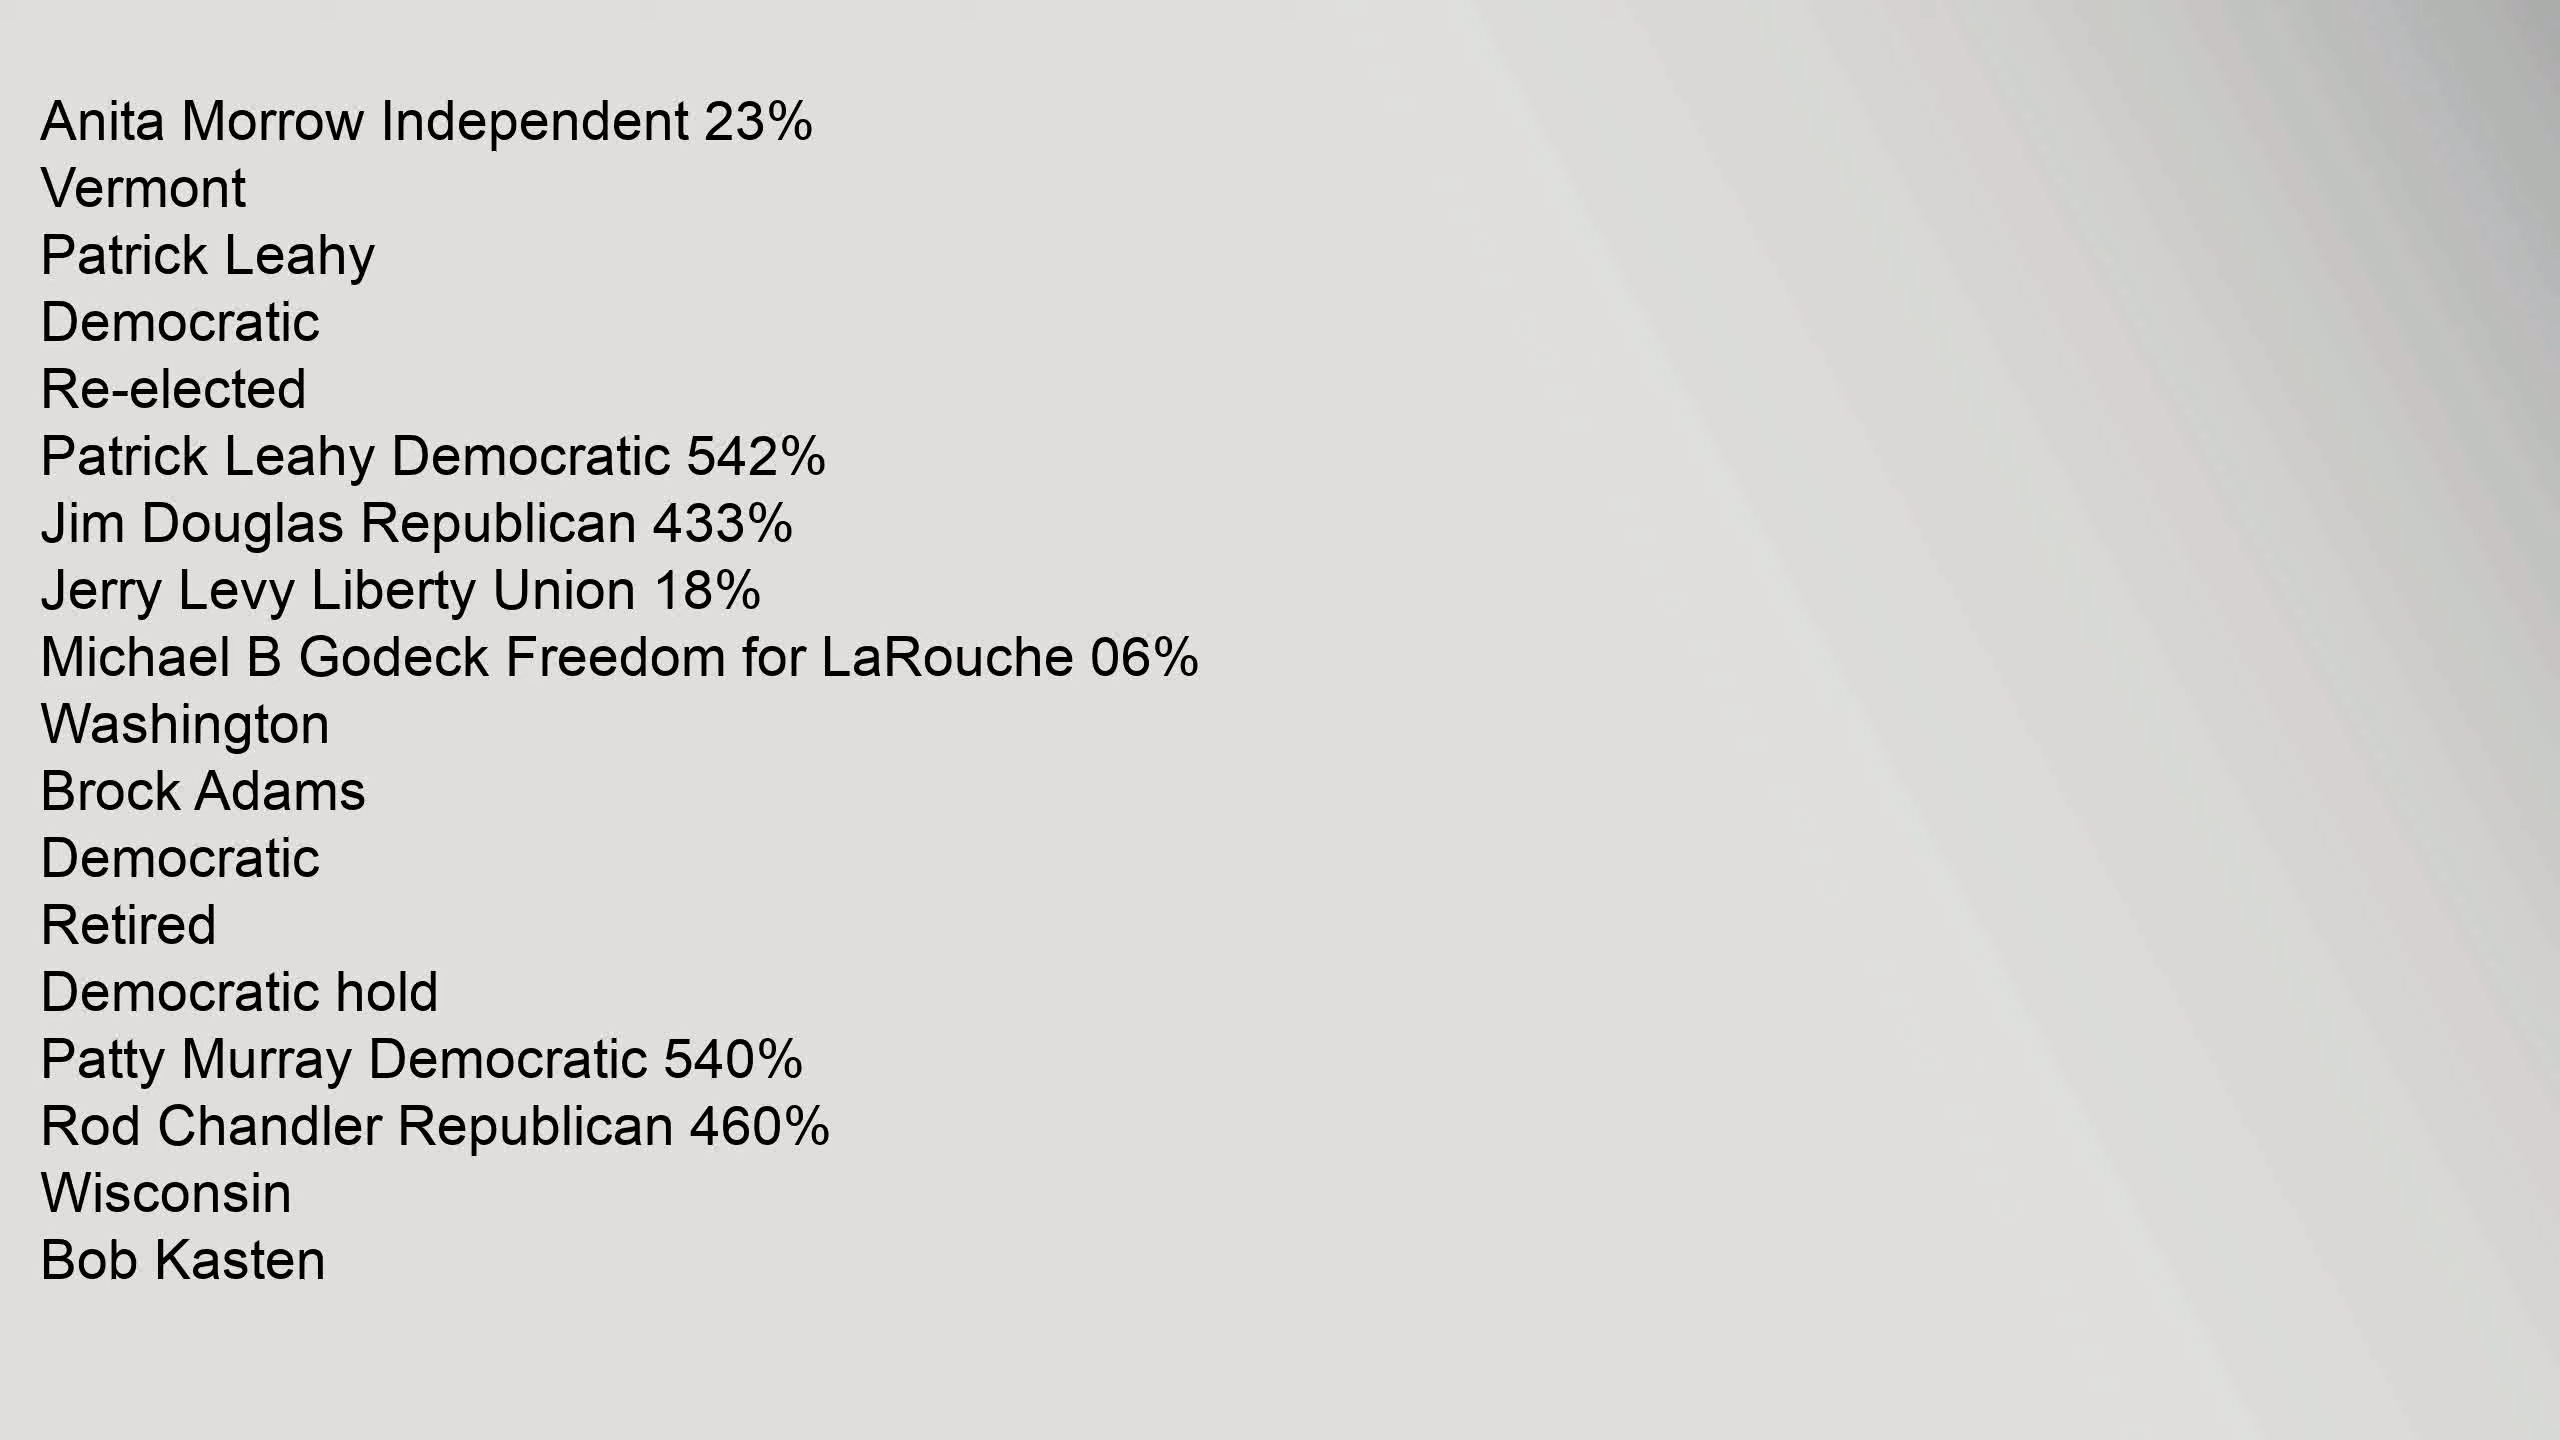 Anita Morrow Independent 23%
Vermont
Patrick Leahy
Democratic
Re-elected
Patrick Leahy Democratic 542%
Jim Douglas Republican 433%
Jerry Levy Liberty Union 18%
Michael B Godeck Freedom for LaRouche 06%
Washington
Brock Adams
Democratic
Retired
Democratic hold
Patty Murray Democratic 540%
Rod Chandler Republican 460%
Wisconsin
Bob Kasten